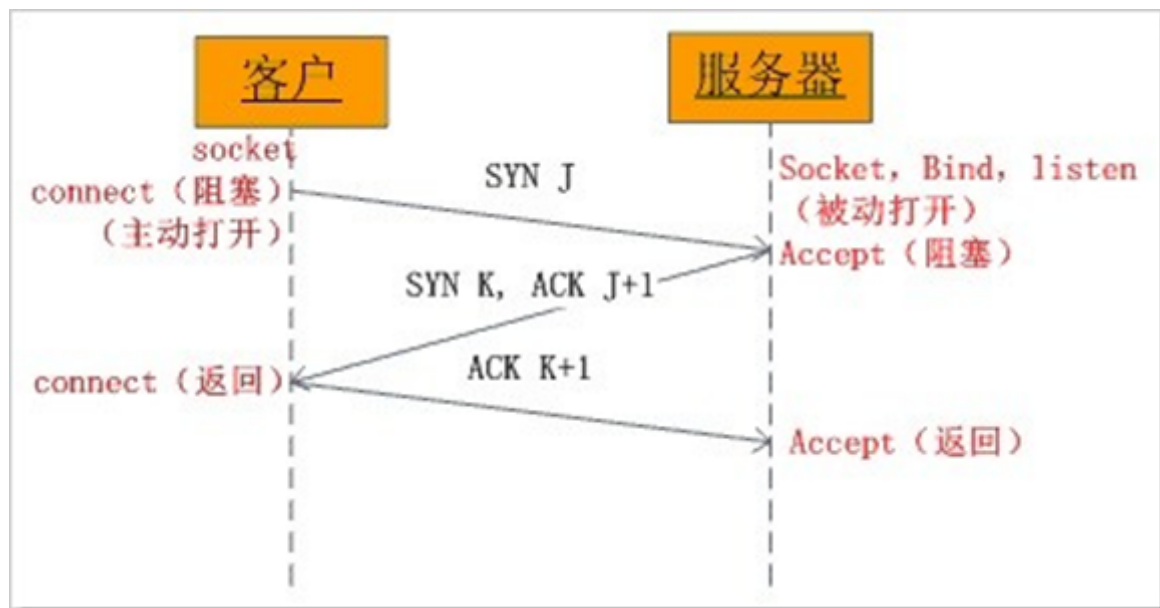 客户
服务器
socket
connect（阻塞）
（主动打开）
SYN J
Socket, Bind, listen
（被动打开）
Accept（阻塞）
SYN K, ACK J+1
connect（返回）
ACK K+1
Accept（返回）